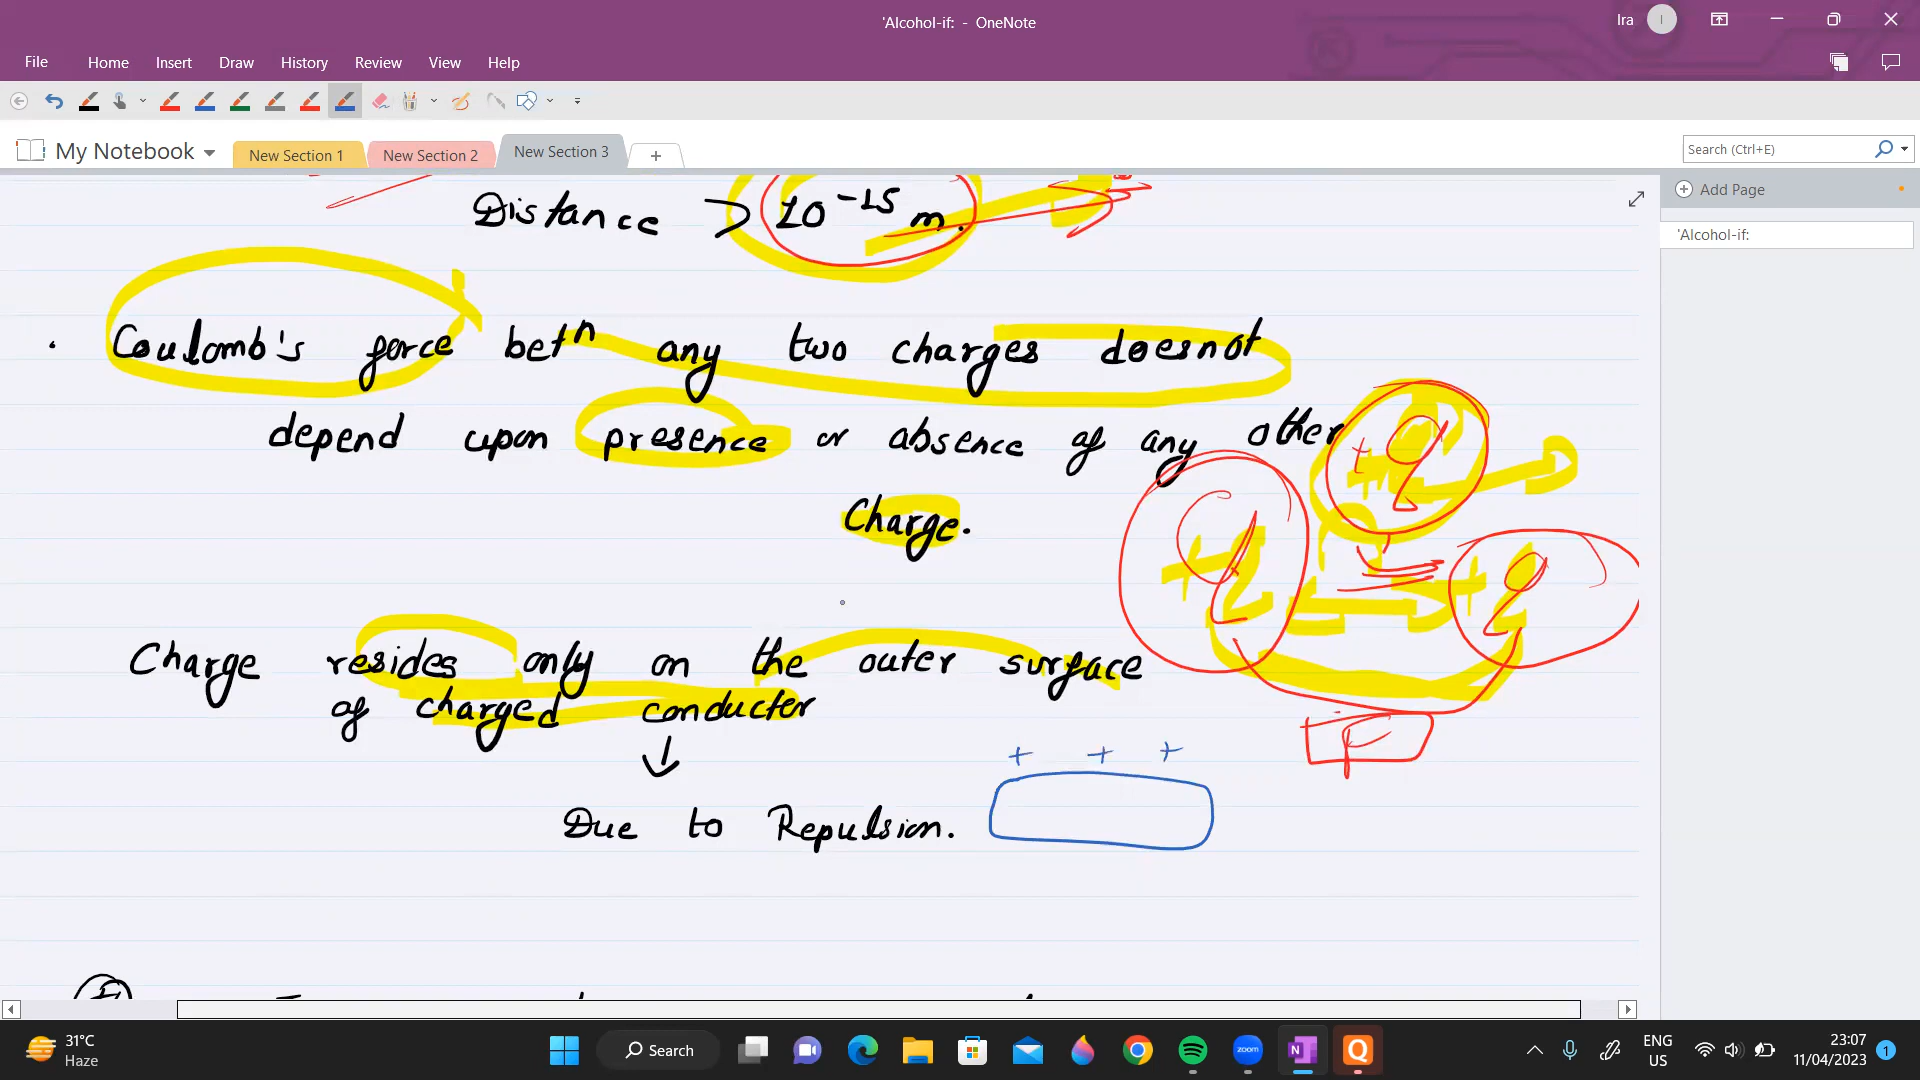 'Alcohol-if: - OneNote
Ira I
File Home Insert Draw History Review View Help
My Notebook New Section 1 New Section 2 New Section 3 +
Search (Ctrl+E)
Add Page
'Alcohol-if:
Distance > 10⁻¹⁵ m.
. Coulomb's force betⁿ any two charges doesnot
depend upon presence or absence of any other
Charge.
+q
+q +q
F
Charge resides only on the outer surface
of charged conducter
↓
+ + +
Due to Repulsion.
31°C
Haze
Search
zoom
N
Q
ENG
US
23:07
11/04/2023
1